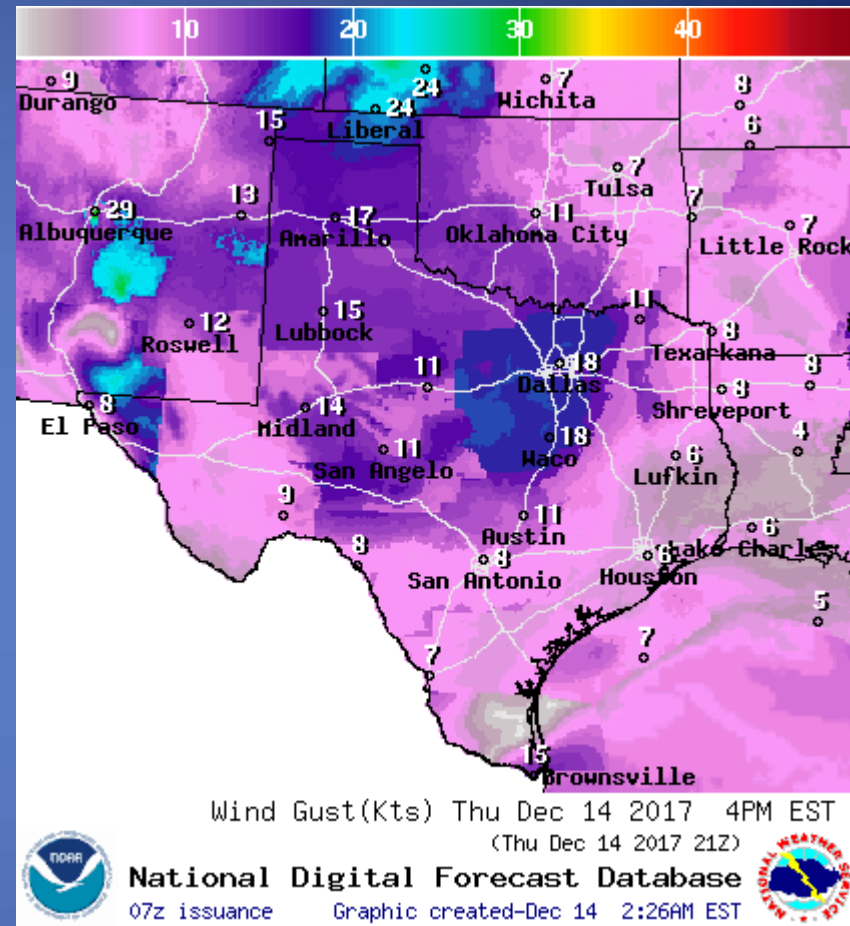 10 20 30 40
9 24 7 8
Durango Wichita
24
Liberal
15 6
7
Tulsa
29 13 17 11 7 7
Albuquerque Amarillo Oklahoma City Little Rock
12 15 11 8
Roswell Lubbock Texarkana
11 18 8 8
Dallas Shreveport
8 14
El Paso Midland
11 18 6 4
San Angelo Waco Lufkin
9 11 6
Austin Lake Charles
8 8 6
San Antonio Houston
5
7 7
15
Brownsville
Wind Gust(Kts) Thu Dec 14 2017 4PM EST
(Thu Dec 14 2017 21Z)
National Digital Forecast Database
07z issuance Graphic created-Dec 14 2:26AM EST
NOAA
NATIONAL WEATHER SERVICE